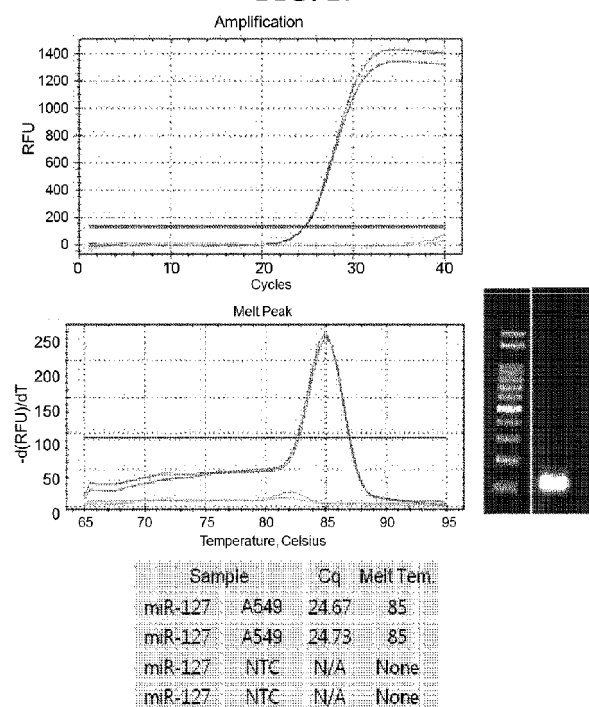 Amplification
1400
1200
1000
800
600
400
200
0
RFU
0 10 20 30 40
Cycles
Melt Peak
250
200
150
100
50
0
-d(RFU)/dT
65 70 75 80 85 90 95
Temperature, Celsius
Sample Cq Melt Tem.
miR-127 A549 24.67 85
miR-127 A549 24.73 85
miR-127 NTC N/A None
miR-127 NTC N/A None